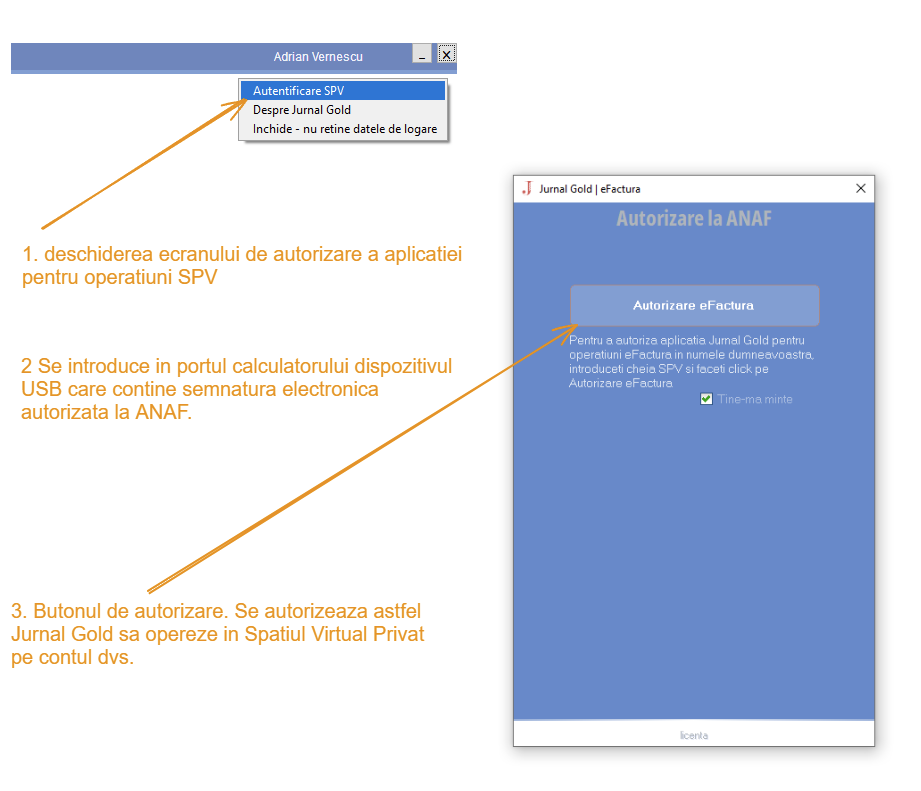 Adrian Vernescu
Autentificare SPV
Despre Jurnal Gold
Inchide - nu retine datele de logare
1. deschiderea ecranului de autorizare a aplicatiei
pentru operatiuni SPV
2 Se introduce in portul calculatorului dispozitivul
USB care contine semnatura electronica
autorizata la ANAF.
3. Butonul de autorizare. Se autorizeaza astfel
Jurnal Gold sa opereze in Spatiul Virtual Privat
pe contul dvs.
J Jurnal Gold | eFactura
Autorizare la ANAF
Autorizare eFactura
Pentru a autoriza aplicatia Jurnal Gold pentru
operatiuni eFactura in numele dumneavoastra,
introduceti cheia SPV si faceti click pe
Autorizare eFactura
Tine-ma minte
licenta